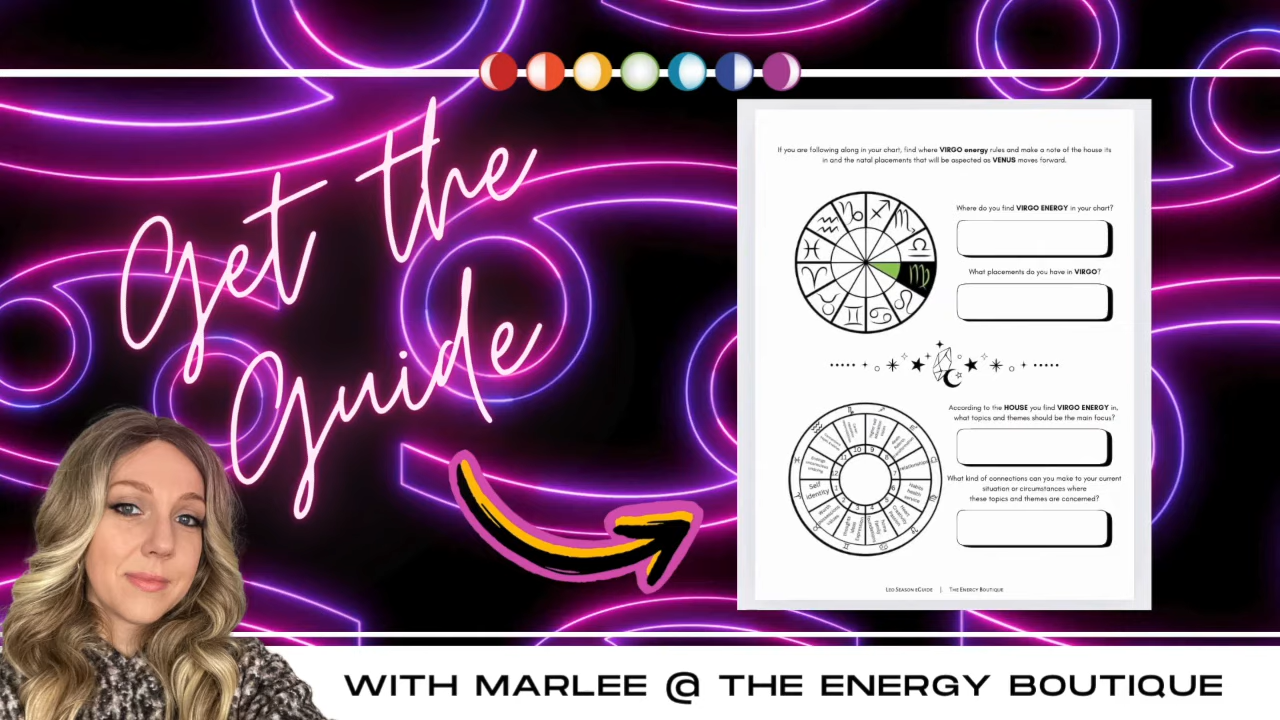 Get the
Guide
If you are following along in your chart, find where VIRGO energy rules and make a note of the house its
in and the natal placements that will be aspected as VENUS moves forward.
Where do you find VIRGO ENERGY in your chart?
What placements do you have in VIRGO?
According to the HOUSE you find VIRGO ENERGY in,
what topics and themes should be the main focus?
What kind of connections can you make to your current
situation or circumstances where
these topics and themes are concerned?
Self
identity
relationships
Habits
health
service
LEO SEASON EGUIDE | THE ENERGY BOUTIQUE
WITH MARLEE @ THE ENERGY BOUTIQUE